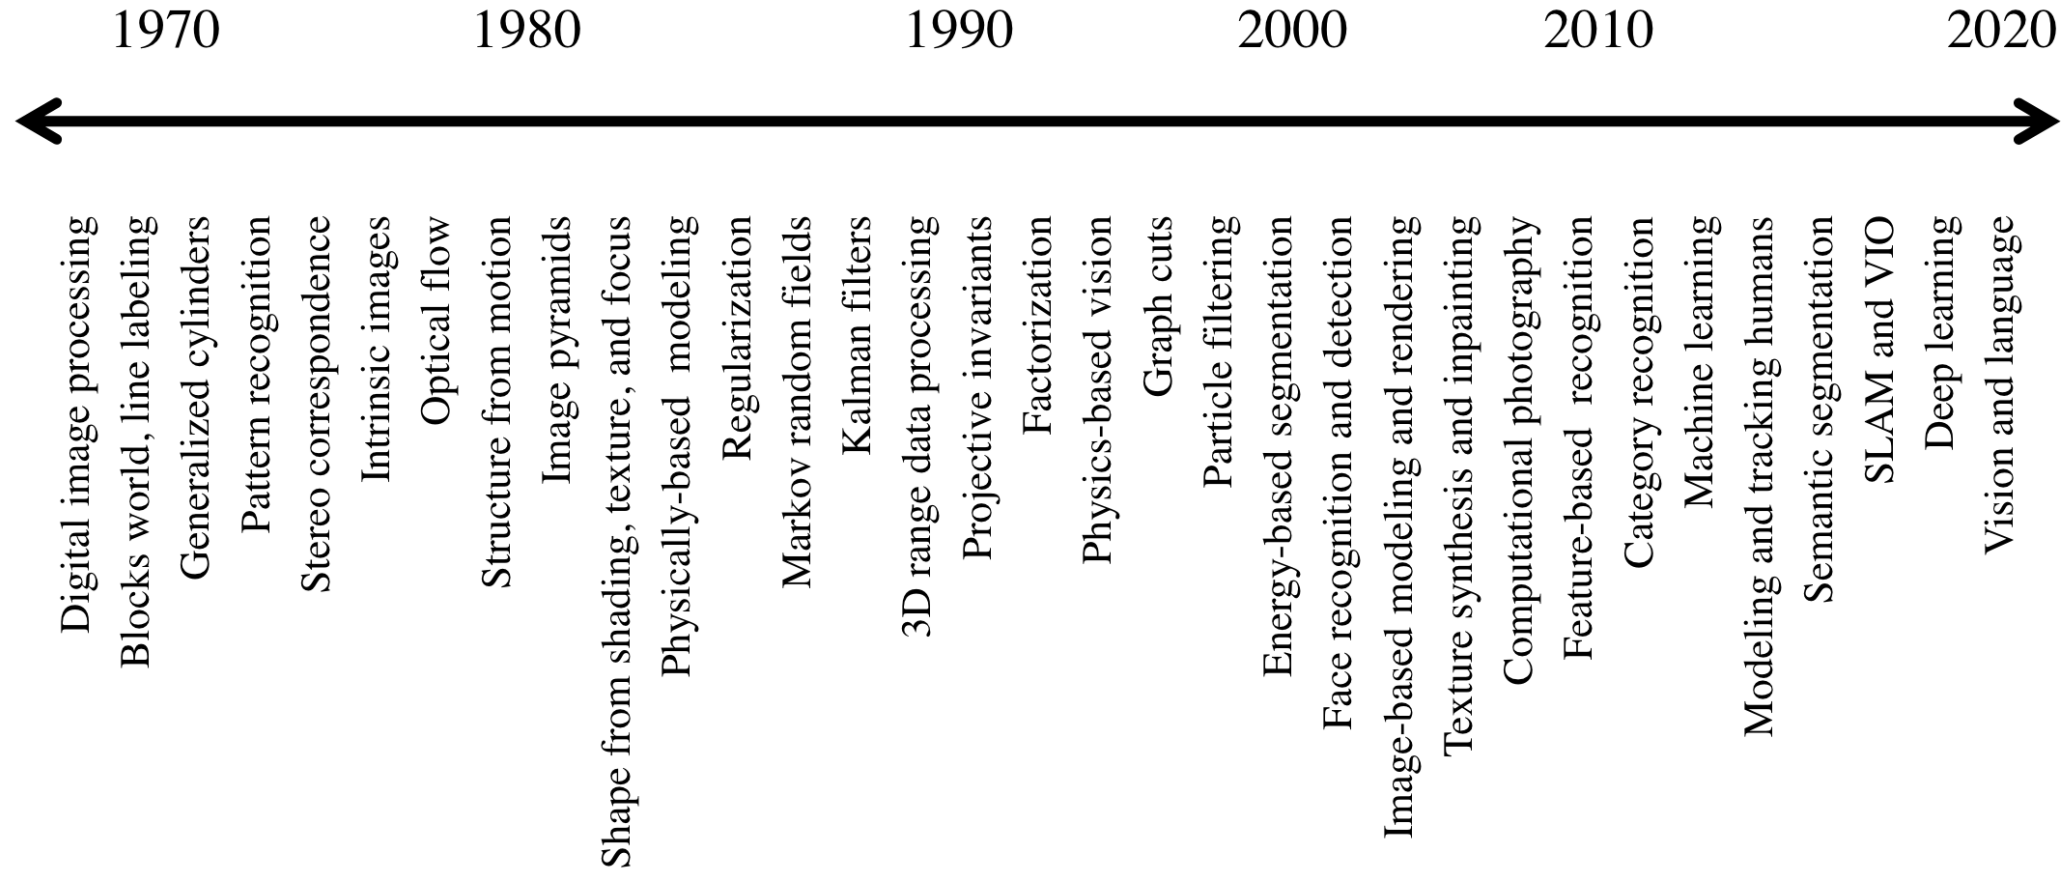 1970 1980 1990 2000 2010 2020
Digital image processing
Blocks world, line labeling
Generalized cylinders
Pattern recognition
Stereo correspondence
Intrinsic images
Optical flow
Structure from motion
Image pyramids
Shape from shading, texture, and focus
Physically-based modeling
Regularization
Markov random fields
Kalman filters
3D range data processing
Projective invariants
Factorization
Physics-based vision
Graph cuts
Particle filtering
Energy-based segmentation
Face recognition and detection
Image-based modeling and rendering
Texture synthesis and inpainting
Computational photography
Feature-based recognition
Category recognition
Machine learning
Modeling and tracking humans
Semantic segmentation
SLAM and VIO
Deep learning
Vision and language